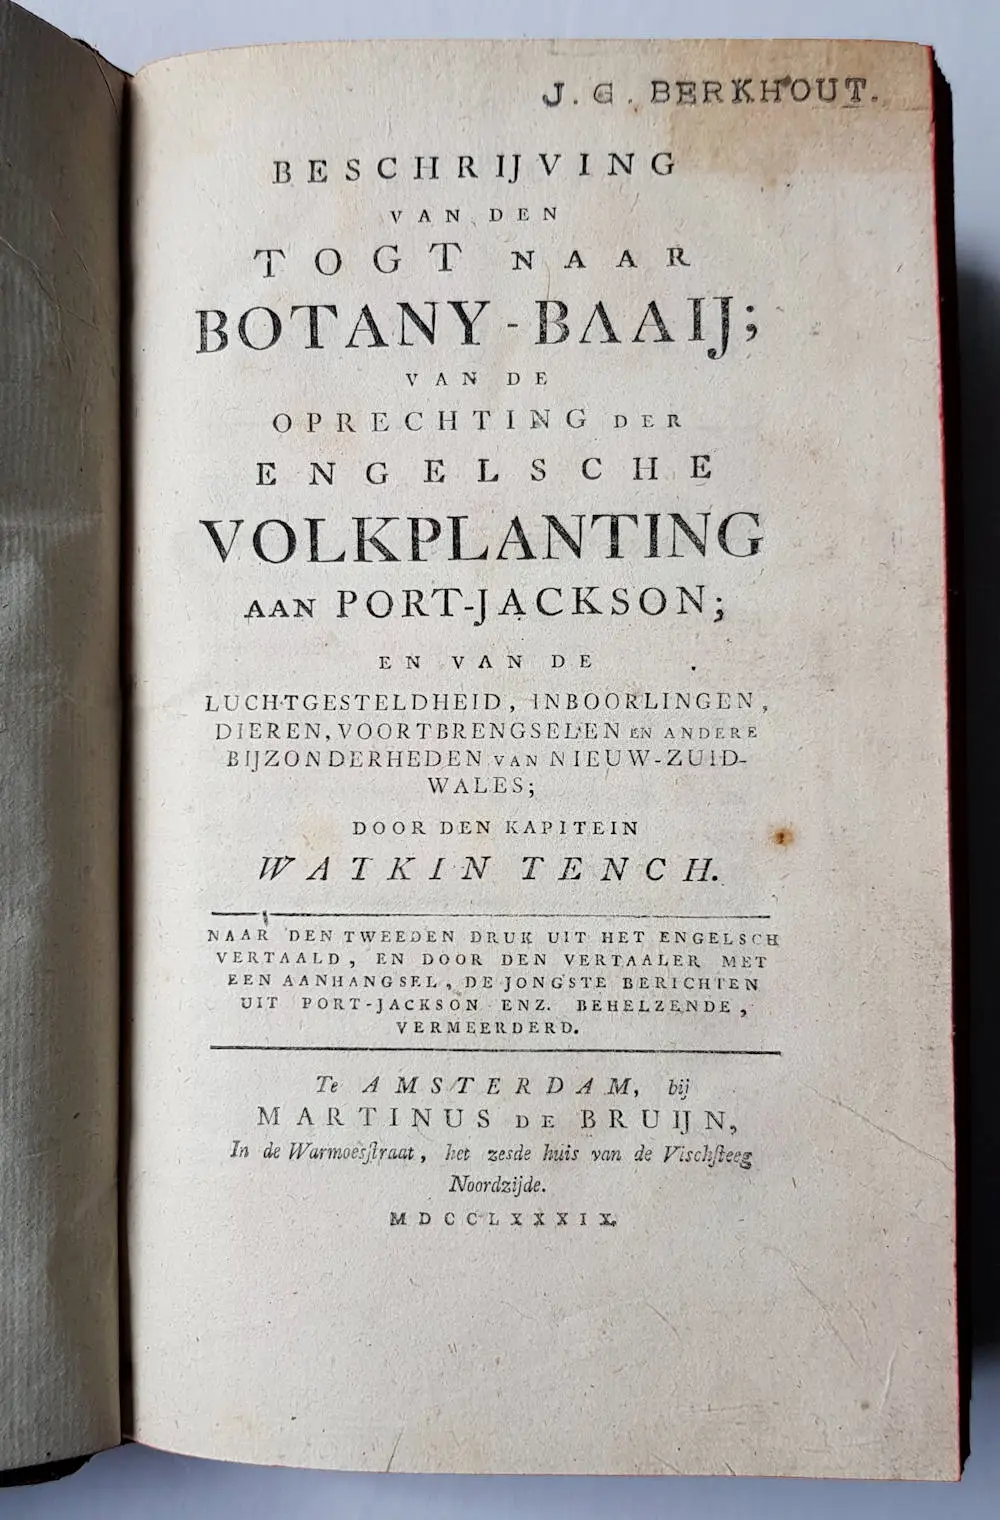 J. G. BERKHOUT.
BESCHRIJVING
VAN DEN
TOGT NAAR
BOTANY-BAAIJ;
VAN DE
OPRECHTING DER
ENGELSCHE
VOLKPLANTING
AAN PORT-JACKSON;
EN VAN DE
LUCHTGESTELDHEID, INBOORLINGEN,
DIEREN, VOORTBRENGSELEN EN ANDERE
BIJZONDERHEDEN VAN NIEUW-ZUID-
WALES;
DOOR DEN KAPITEIN
WATKIN TENCH.
NAAR DEN TWEEDEN DRUK UIT HET ENGELSCH
VERTAALD, EN DOOR DEN VERTAALER MET
EEN AANHANGSEL, DE JONGSTE BERICHTEN
UIT PORT-JACKSON ENZ. BEHELZENDE,
VERMEERDERD.
Te AMSTERDAM, bij
MARTINUS DE BRUIJN,
In de Warmoesſtraat, het zesde huis van de Vischſteeg
Noordzijde.
MDCCLXXXIX.